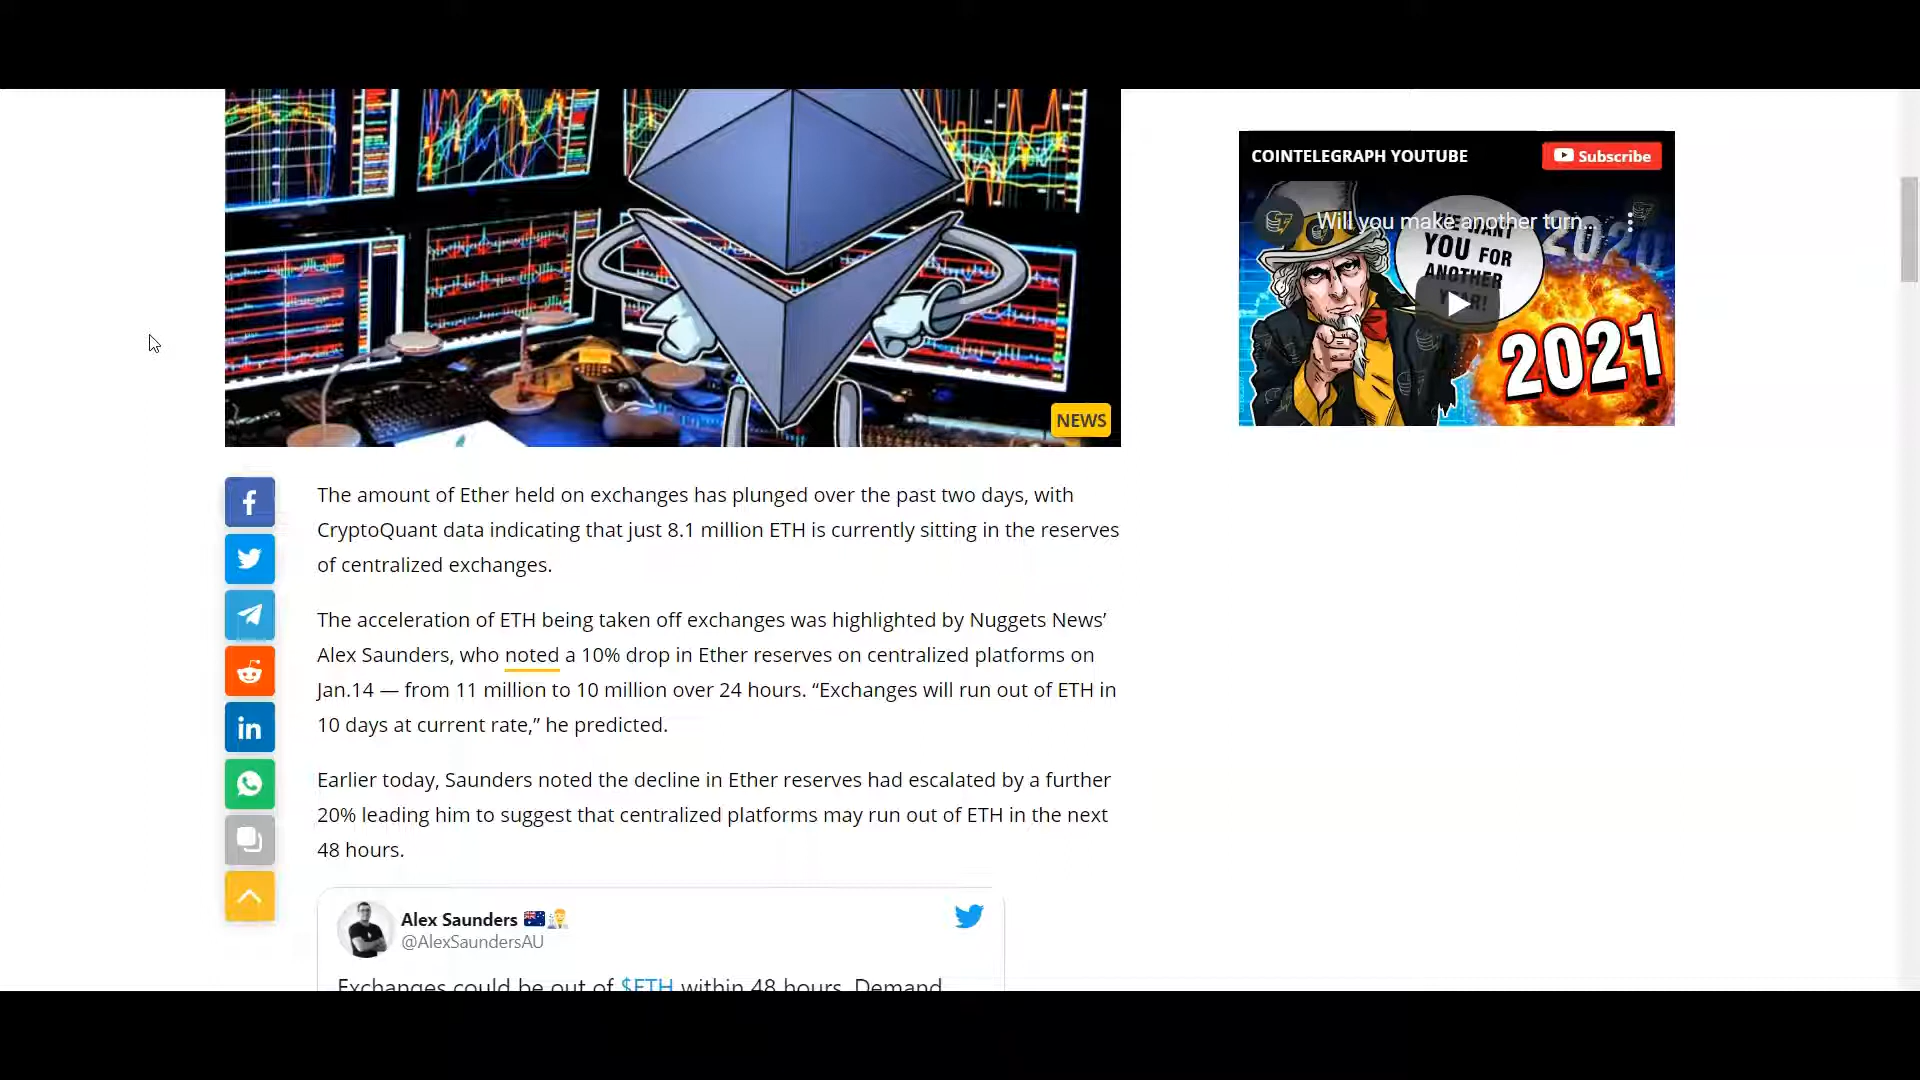 COINTELEGRAPH YOUTUBE
Subscribe
Will you make another turn...
WE WANT
YOU FOR
ANOTHER
YEAR!
2020
2021
NEWS
The amount of Ether held on exchanges has plunged over the past two days, with
CryptoQuant data indicating that just 8.1 million ETH is currently sitting in the reserves
of centralized exchanges.
The acceleration of ETH being taken off exchanges was highlighted by Nuggets News’
Alex Saunders, who noted a 10% drop in Ether reserves on centralized platforms on
Jan.14 — from 11 million to 10 million over 24 hours. “Exchanges will run out of ETH in
10 days at current rate,” he predicted.
Earlier today, Saunders noted the decline in Ether reserves had escalated by a further
20% leading him to suggest that centralized platforms may run out of ETH in the next
48 hours.
Alex Saunders
@AlexSaundersAU
Exchanges could be out of $ETH within 48 hours. Demand